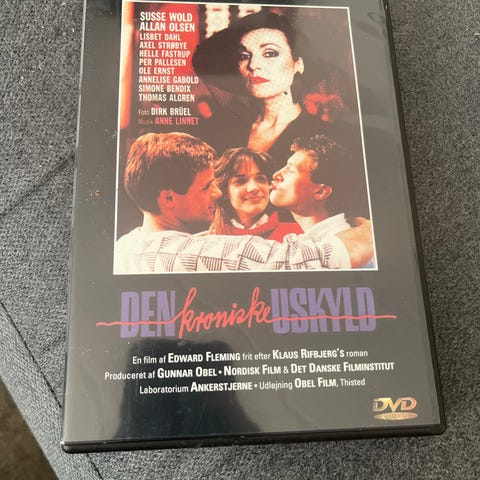 SUSSE WOLD
ALLAN OLSEN
LISBET DAHL
AXEL STRØBYE
HELLE FASTRUP
PER PALLESEN
OLE ERNST
ANNELISE GABOLD
SIMONE BENDIX
THOMAS ALGREN
Foto DIRK BRÜEL
Musik ANNE LINNET
DEN kroniske USKYLD
En film af EDWARD FLEMING frit efter KLAUS RIFBJERG'S roman
Produceret af GUNNAR OBEL • NORDISK FILM & DET DANSKE FILMINSTITUT
Laboratorium ANKERSTJERNE • Udlejning OBEL FILM, Thisted
DVD